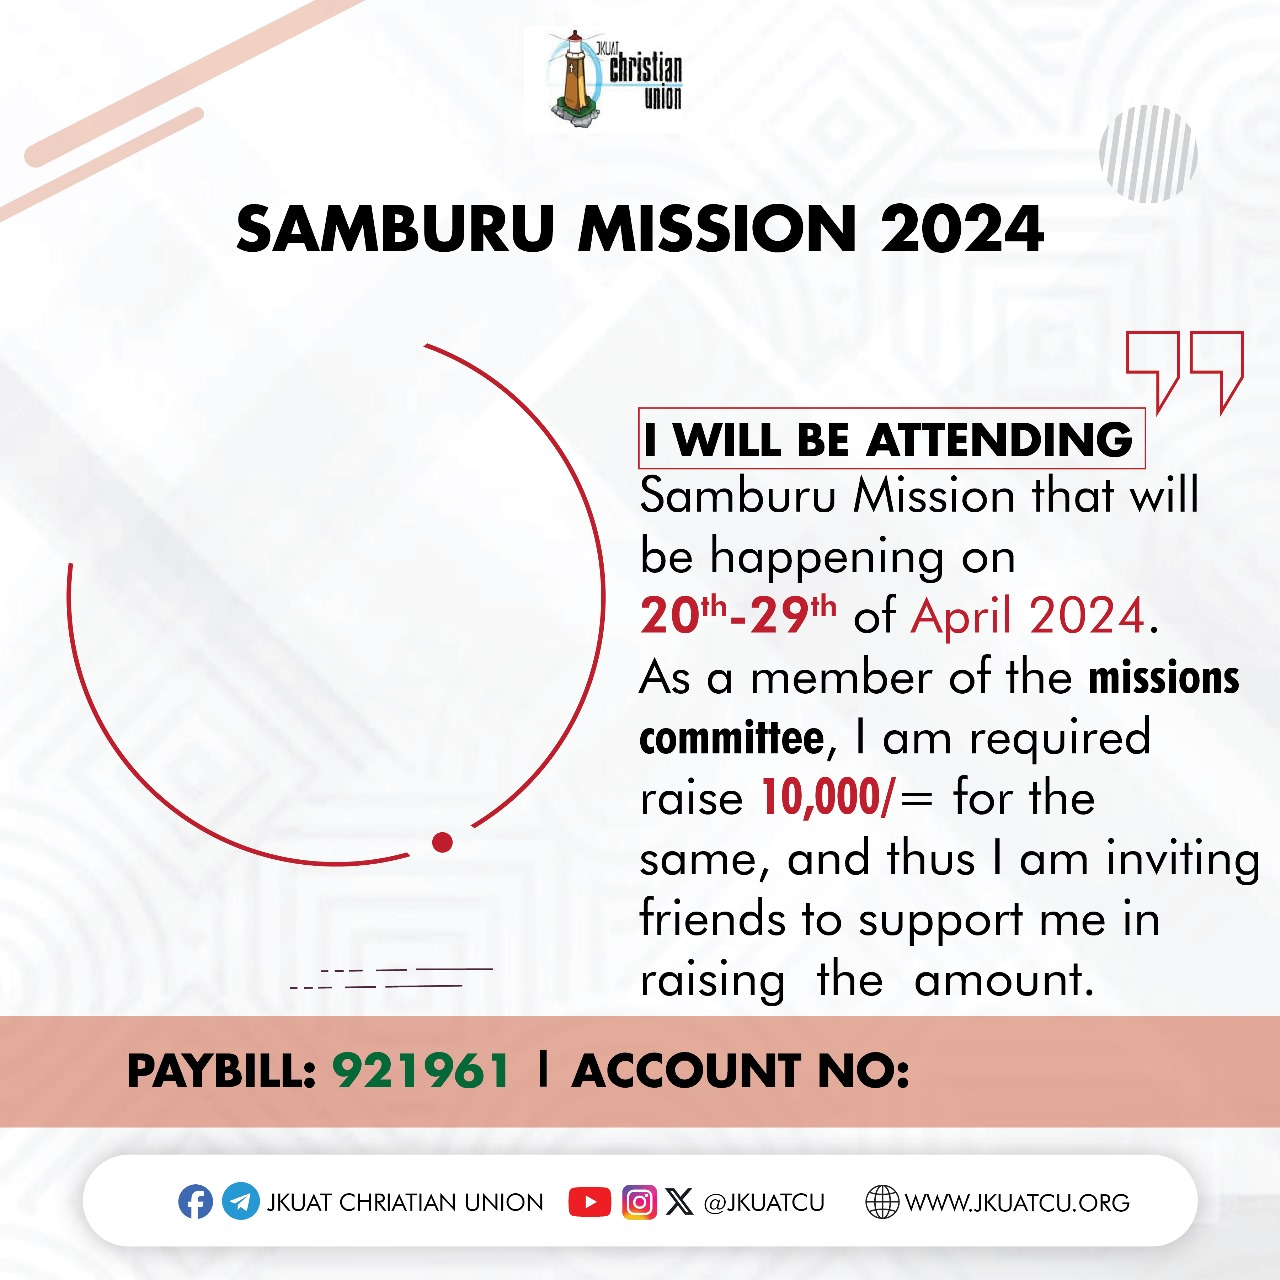 JKUAT
christian
union
SAMBURU MISSION 2024
I WILL BE ATTENDING
Samburu Mission that will
be happening on
20th-29th of April 2024.
As a member of the missions
committee, I am required
raise 10,000/= for the
same, and thus I am inviting
friends to support me in
raising the amount.
PAYBILL: 921961 | ACCOUNT NO:
JKUAT CHRIATIAN UNION @JKUATCU WWW.JKUATCU.ORG